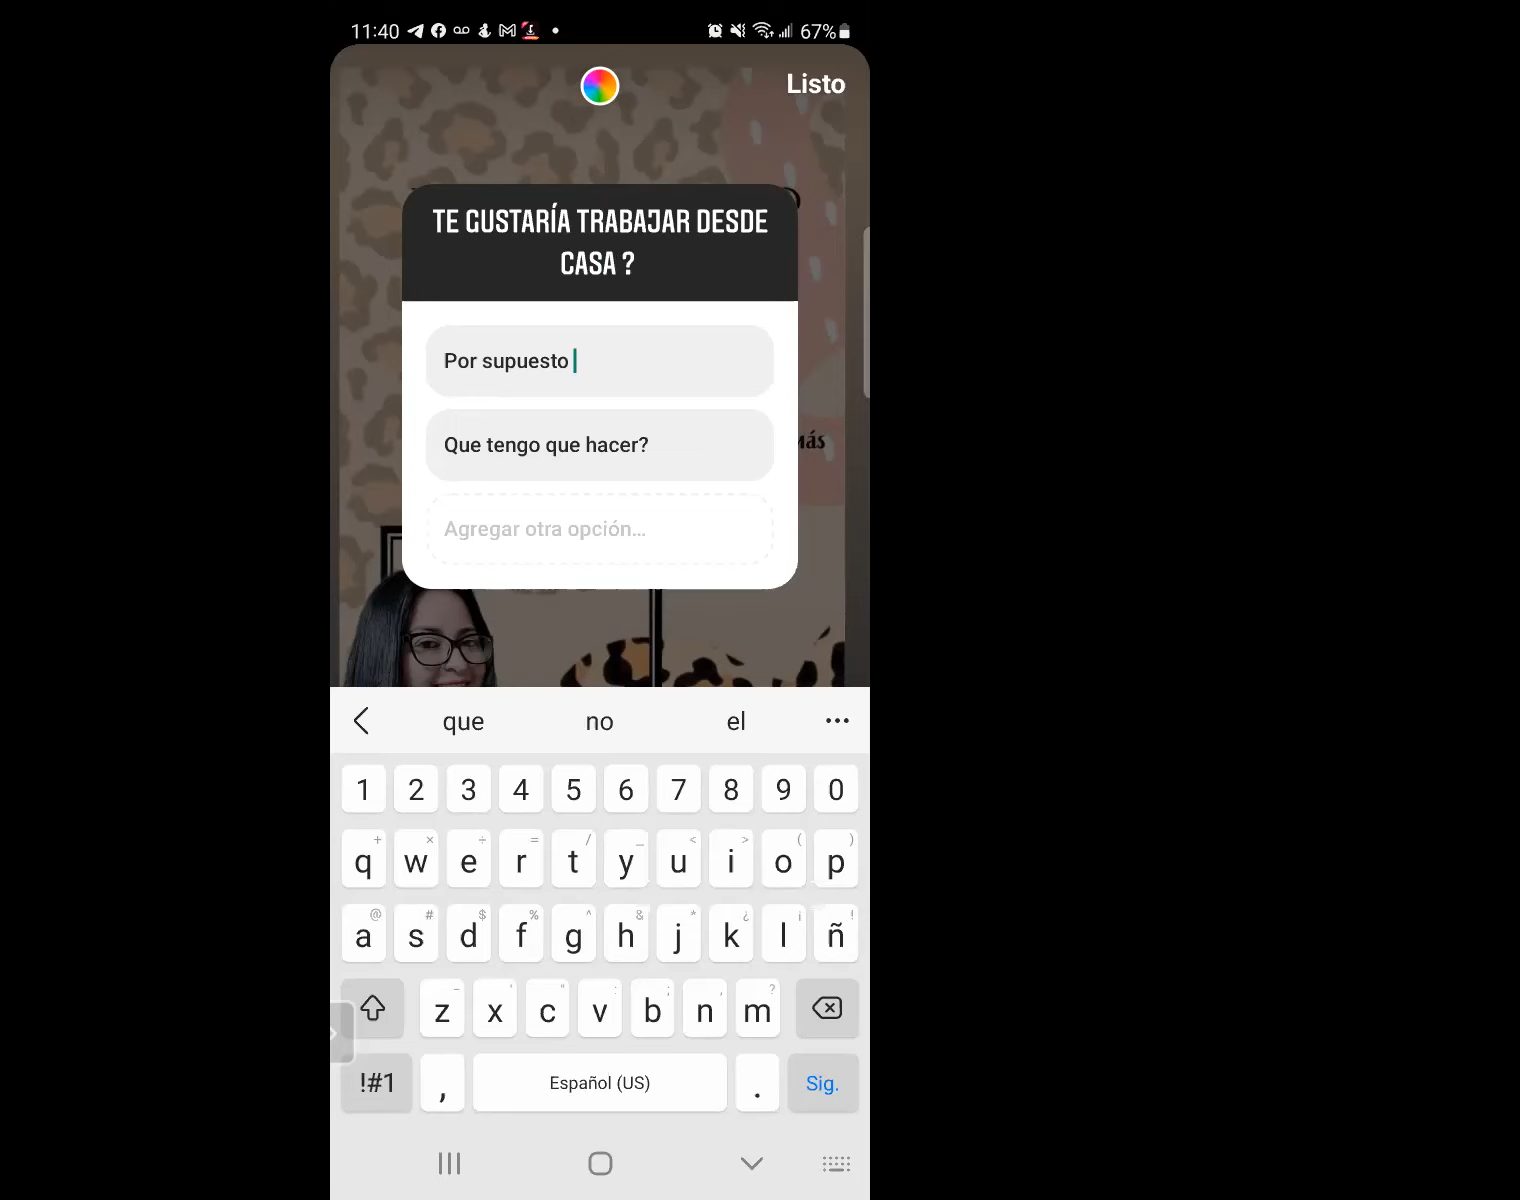 11:40 67%
Listo
TE GUSTARÍA TRABAJAR DESDE
CASA ?
Por supuesto
Que tengo que hacer?
más
Agregar otra opción...
que no el ...
1 2 3 4 5 6 7 8 9 0
+ × ÷ = / _ < > ( )
q w e r t y u i o p
@ # $ % ^ & * ¿ ¡ !
a s d f g h j k l ñ
- ' " : ; , ?
z x c v b n m
!#1 , Español (US) . Sig.